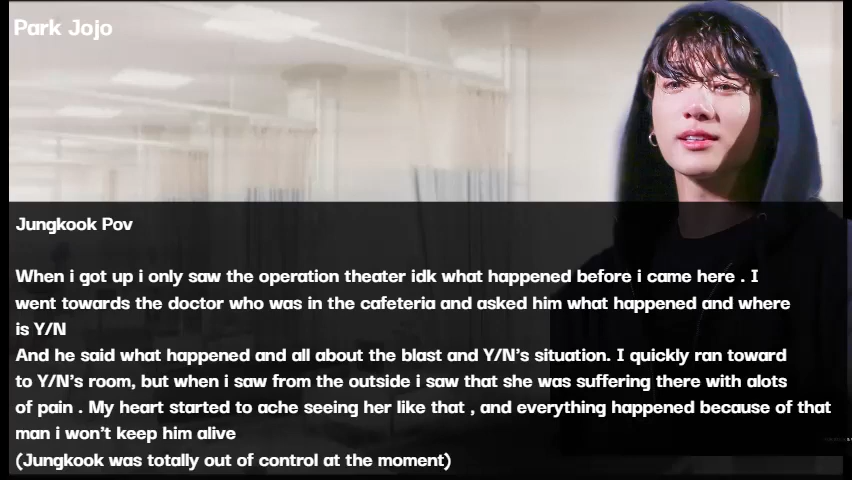 Park Jojo
Jungkook Pov
When i got up i only saw the operation theater idk what happened before i came here . I
went towards the doctor who was in the cafeteria and asked him what happened and where
is Y/N
And he said what happened and all about the blast and Y/N's situation. I quickly ran toward
to Y/N's room, but when i saw from the outside i saw that she was suffering there with alots
of pain . My heart started to ache seeing her like that , and everything happened because of that
man i won't keep him alive
(Jungkook was totally out of control at the moment)